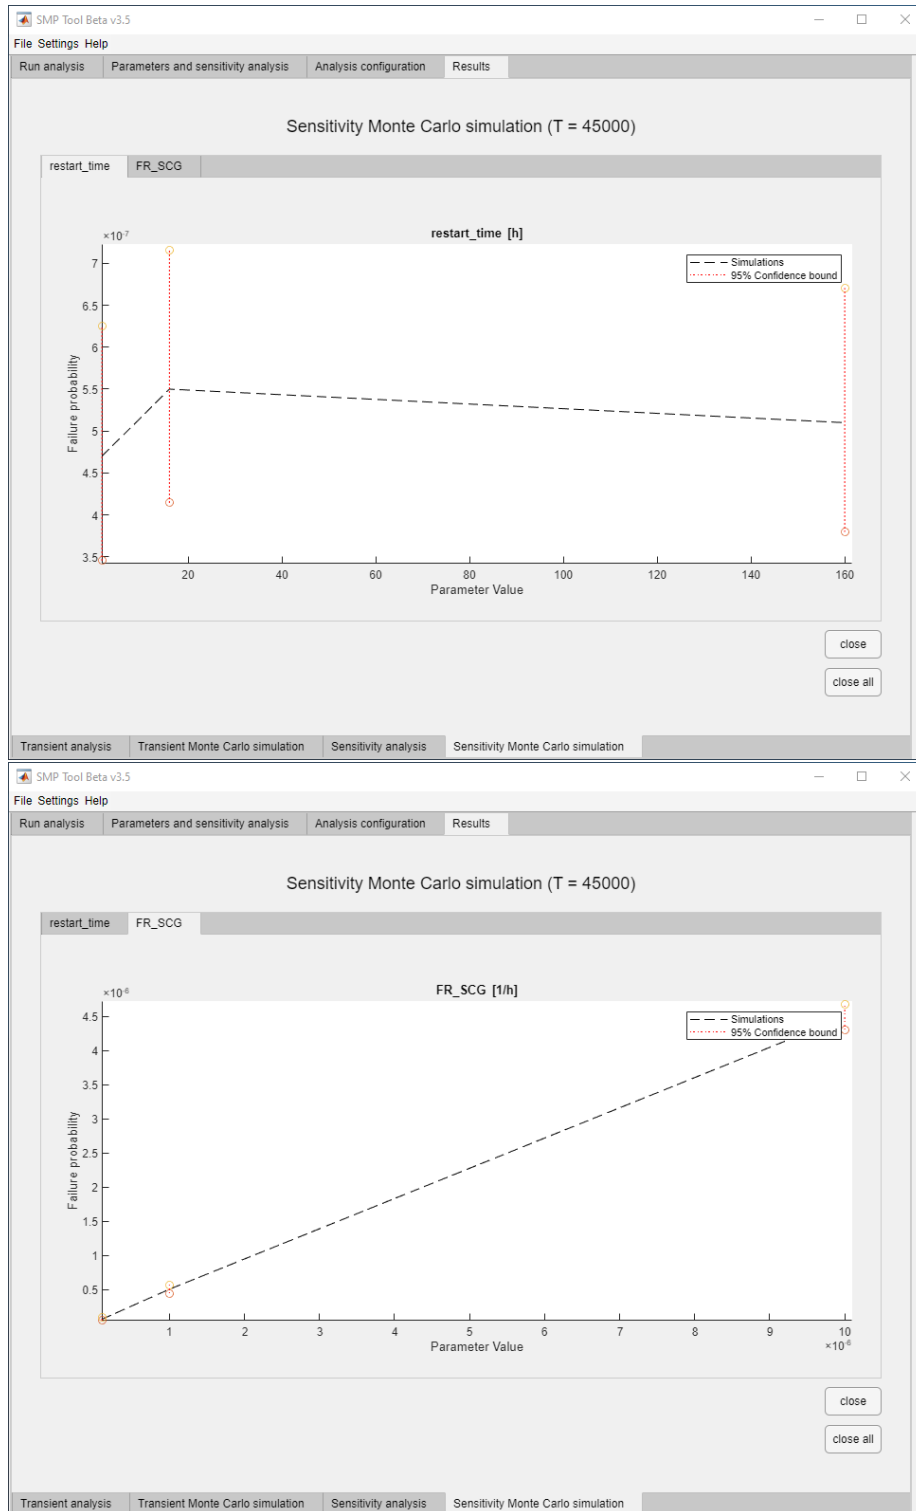 SMP Tool Beta v3.5
File Settings Help
Run analysis Parameters and sensitivity analysis Analysis configuration Results
Sensitivity Monte Carlo simulation (T = 45000)
restart_time FR_SCG
×10⁻⁷
restart_time [h]
Simulations
95% Confidence bound
7
6.5
6
5.5
5
4.5
4
3.5
Failure probability
20 40 60 80 100 120 140 160
Parameter Value
close
close all
Transient analysis Transient Monte Carlo simulation Sensitivity analysis Sensitivity Monte Carlo simulation
SMP Tool Beta v3.5
File Settings Help
Run analysis Parameters and sensitivity analysis Analysis configuration Results
Sensitivity Monte Carlo simulation (T = 45000)
restart_time FR_SCG
×10⁻⁶
FR_SCG [1/h]
Simulations
95% Confidence bound
4.5
4
3.5
3
2.5
2
1.5
1
0.5
Failure probability
1 2 3 4 5 6 7 8 9 10
×10⁻⁶
Parameter Value
close
close all
Transient analysis Transient Monte Carlo simulation Sensitivity analysis Sensitivity Monte Carlo simulation